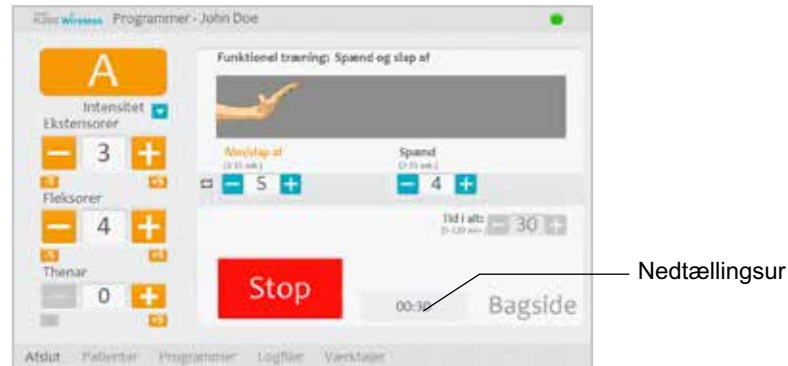 wireless Programmer - John Doe
A
Intensitet
Ekstensorer
3
Fleksorer
4
Thenar
0
Funktionel træning: Spænd og slap af
slap af
Spænd
5
4
Tid i alt:
30
Stop
00:30
Bagside
Nedtællingsur
Afslut Patienter Programmer Logfiler Værktøjer